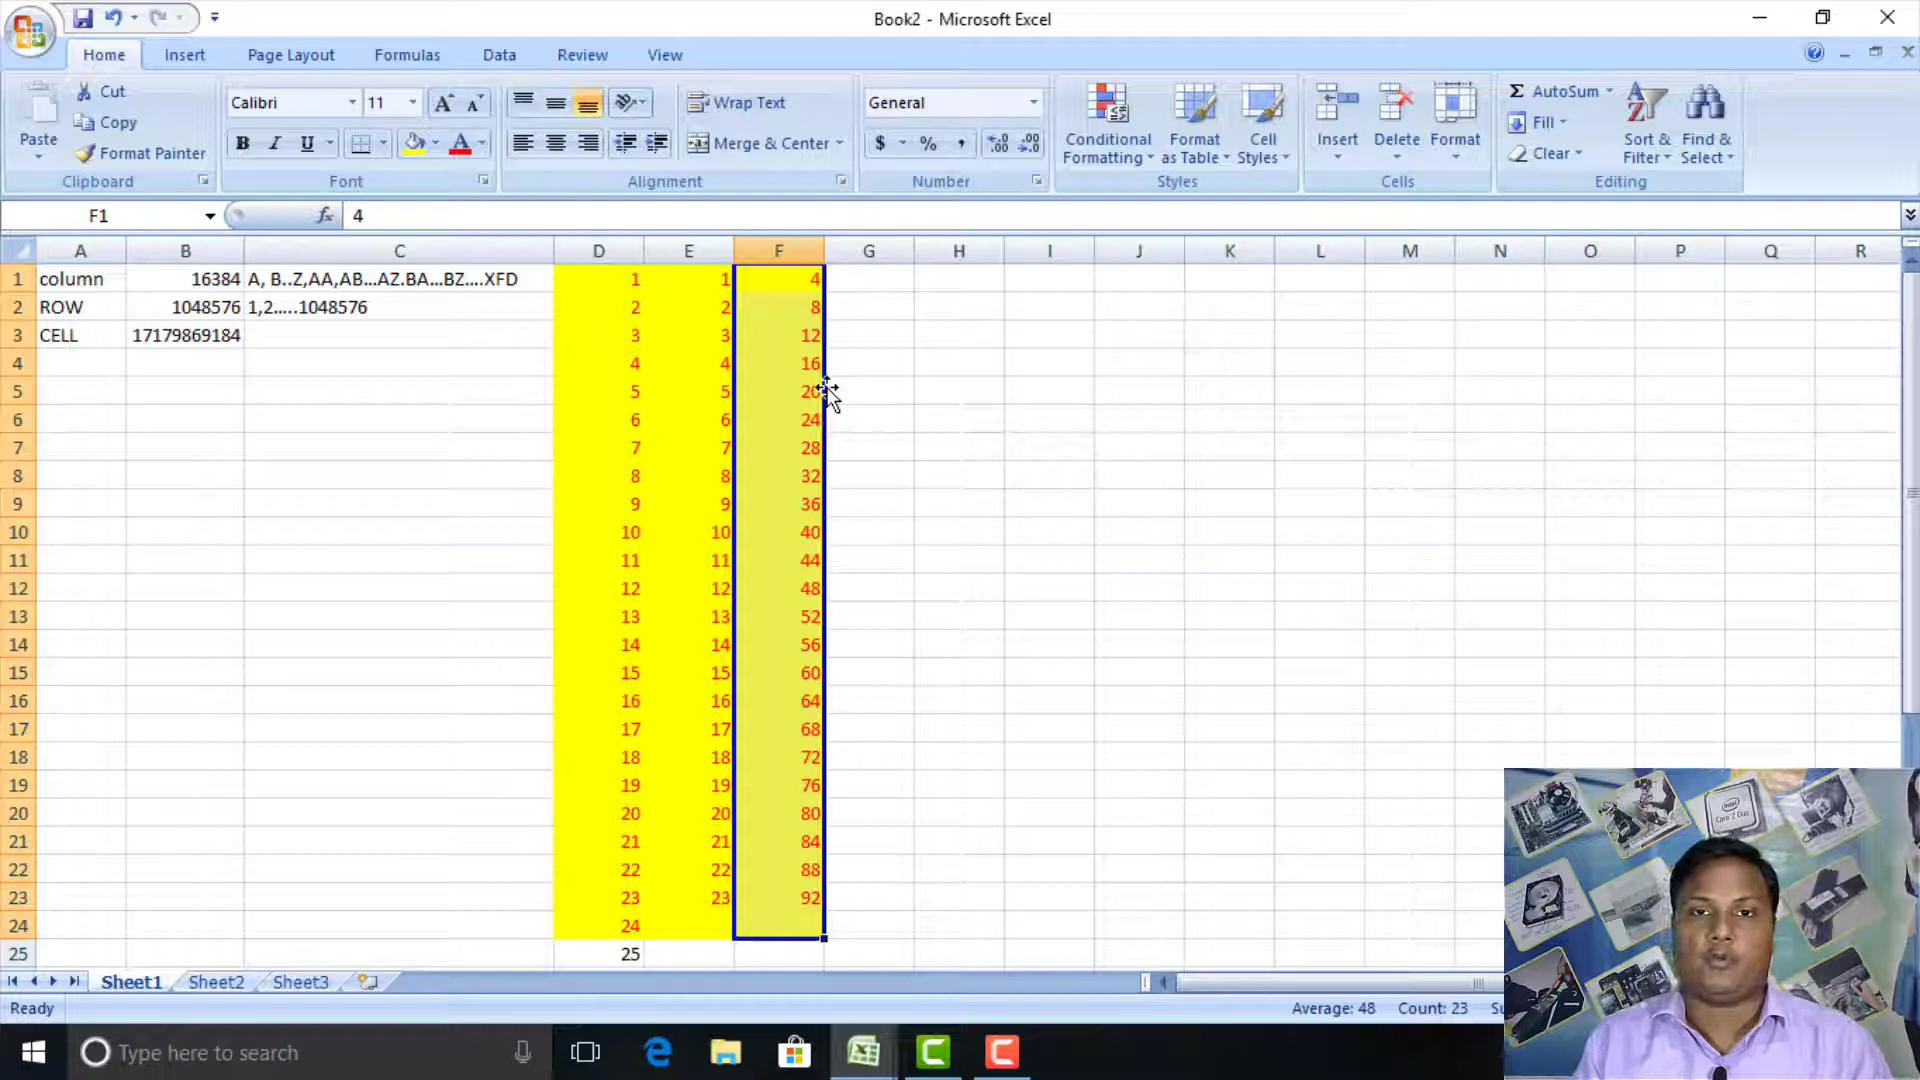 Book2 - Microsoft Excel
Home Insert Page Layout Formulas Data Review View
Cut
Copy
Format Painter
Paste
Clipboard
Calibri 11
B I U
Font
Wrap Text
Merge & Center
Alignment
General
$ % ,
Number
Conditional Formatting
Format as Table
Cell Styles
Styles
Insert Delete Format
Cells
AutoSum
Fill
Clear
Sort & Filter
Find & Select
Editing
F1 fx 4
A B C D E F G H I J K L M N O P Q R
1 column 16384 A, B..Z,AA,AB...AZ.BA...BZ....XFD 1 1 4
2 ROW 1048576 1,2.....1048576 2 2 8
3 CELL 17179869184 3 3 12
4 4 4 16
5 5 5 20
6 6 6 24
7 7 7 28
8 8 8 32
9 9 9 36
10 10 10 40
11 11 11 44
12 12 12 48
13 13 13 52
14 14 14 56
15 15 15 60
16 16 16 64
17 17 17 68
18 18 18 72
19 19 19 76
20 20 20 80
21 21 21 84
22 22 22 88
23 23 23 92
24 24
25 25
Sheet1 Sheet2 Sheet3
Ready Average: 48 Count: 23
Type here to search
intel
Core 2 Duo